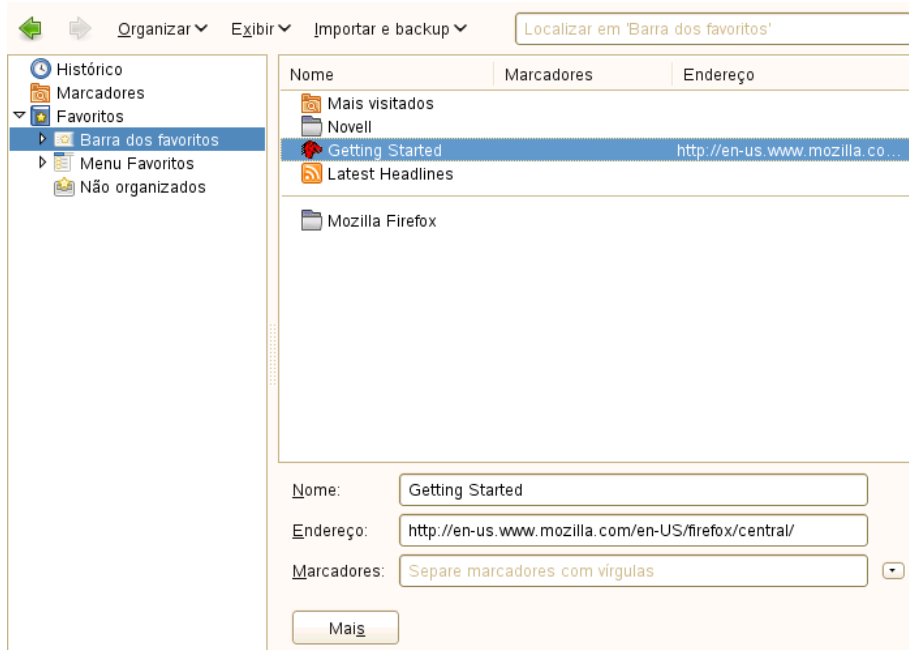 Organizar Exibir Importar e backup Localizar em 'Barra dos favoritos'
Histórico
Marcadores
Favoritos
Barra dos favoritos
Menu Favoritos
Não organizados
Nome Marcadores Endereço
Mais visitados
Novell
Getting Started http://en-us.www.mozilla.co...
Latest Headlines
Mozilla Firefox
Nome: Getting Started
Endereço: http://en-us.www.mozilla.com/en-US/firefox/central/
Marcadores: Separe marcadores com vírgulas
Mais